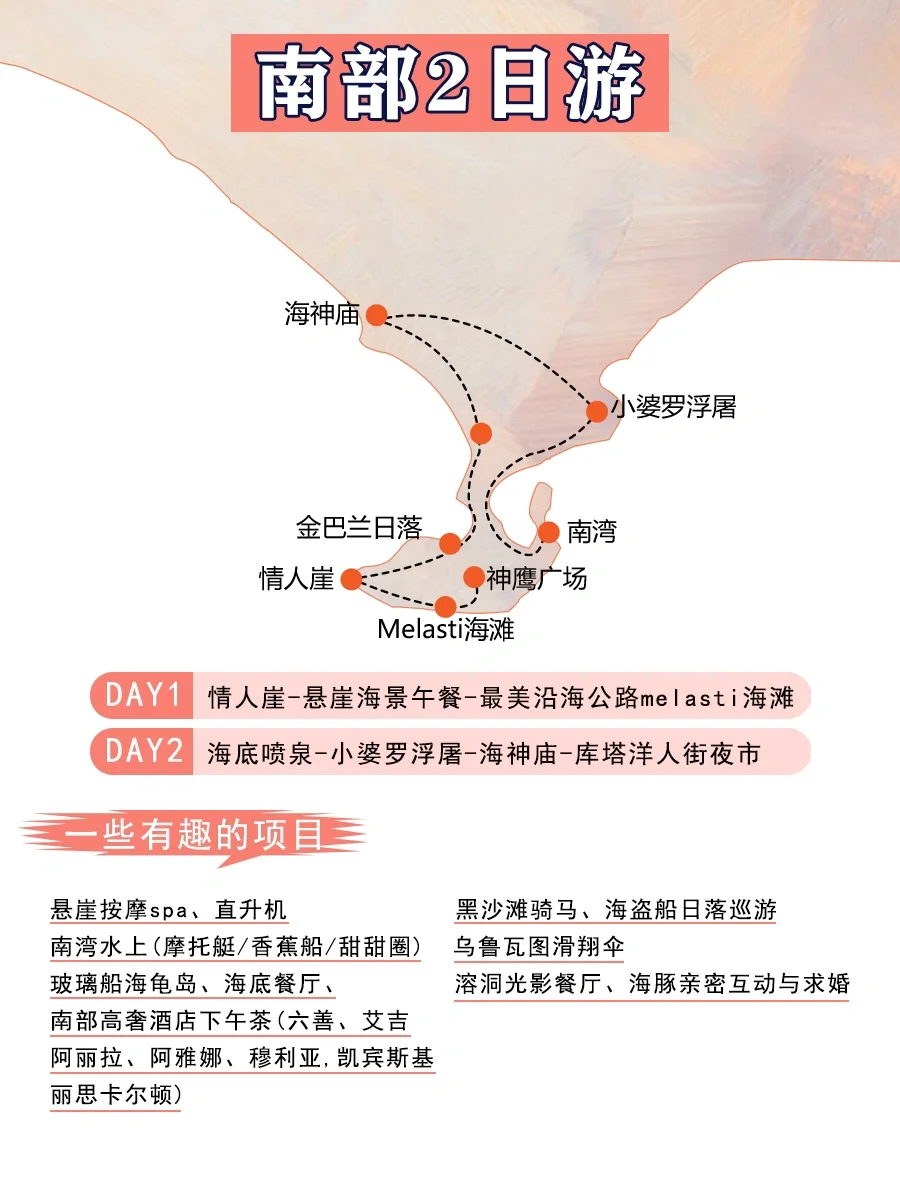 南部2日游
海神庙
小婆罗浮屠
金巴兰日落
南湾
情人崖
神鹰广场
Melasti海滩
DAY1 情人崖-悬崖海景午餐-最美沿海公路melasti海滩
DAY2 海底喷泉-小婆罗浮屠-海神庙-库塔洋人街夜市
一些有趣的项目
悬崖按摩spa、直升机
南湾水上(摩托艇/香蕉船/甜甜圈)
玻璃船海龟岛、海底餐厅、
南部高奢酒店下午茶(六善、艾吉
阿丽拉、阿雅娜、穆利亚,凯宾斯基
丽思卡尔顿)
黑沙滩骑马、海盗船日落巡游
乌鲁瓦图滑翔伞
溶洞光影餐厅、海豚亲密互动与求婚